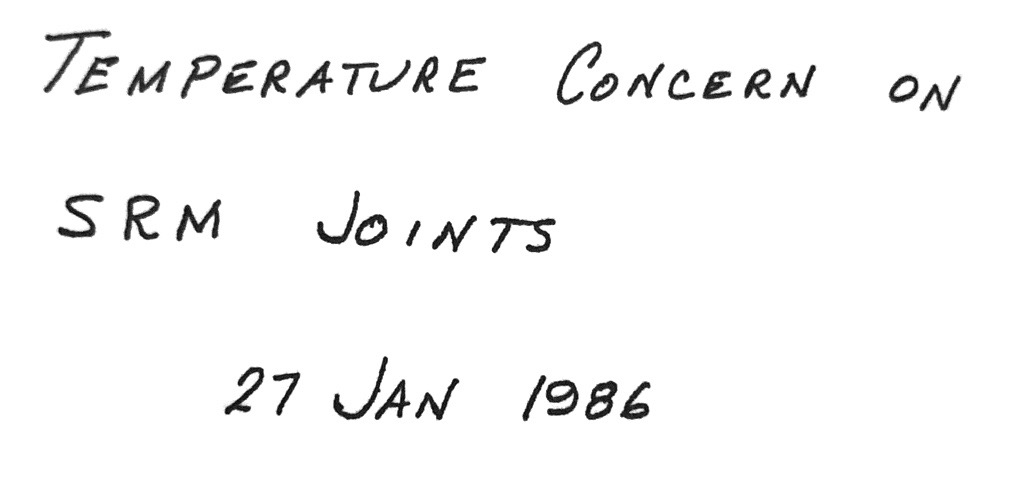 TEMPERATURE CONCERN ON
SRM JOINTS
27 JAN 1986